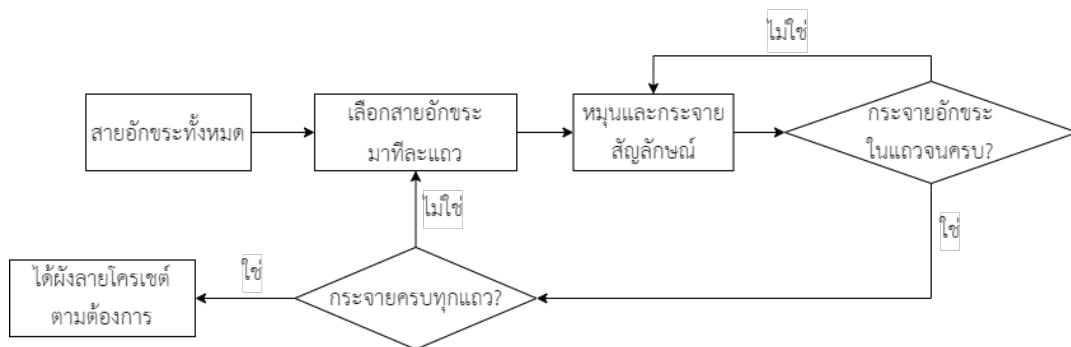 ไม่ใช่
สายอักขระทั้งหมด
เลือกสายอักขระ
มาทีละแถว
หมุนและกระจาย
สัญลักษณ์
กระจายอักขระ
ในแถวจนครบ?
ไม่ใช่
ใช่
ได้ผังลายโครเชต์
ตามต้องการ
ใช่
กระจายครบทุกแถว?